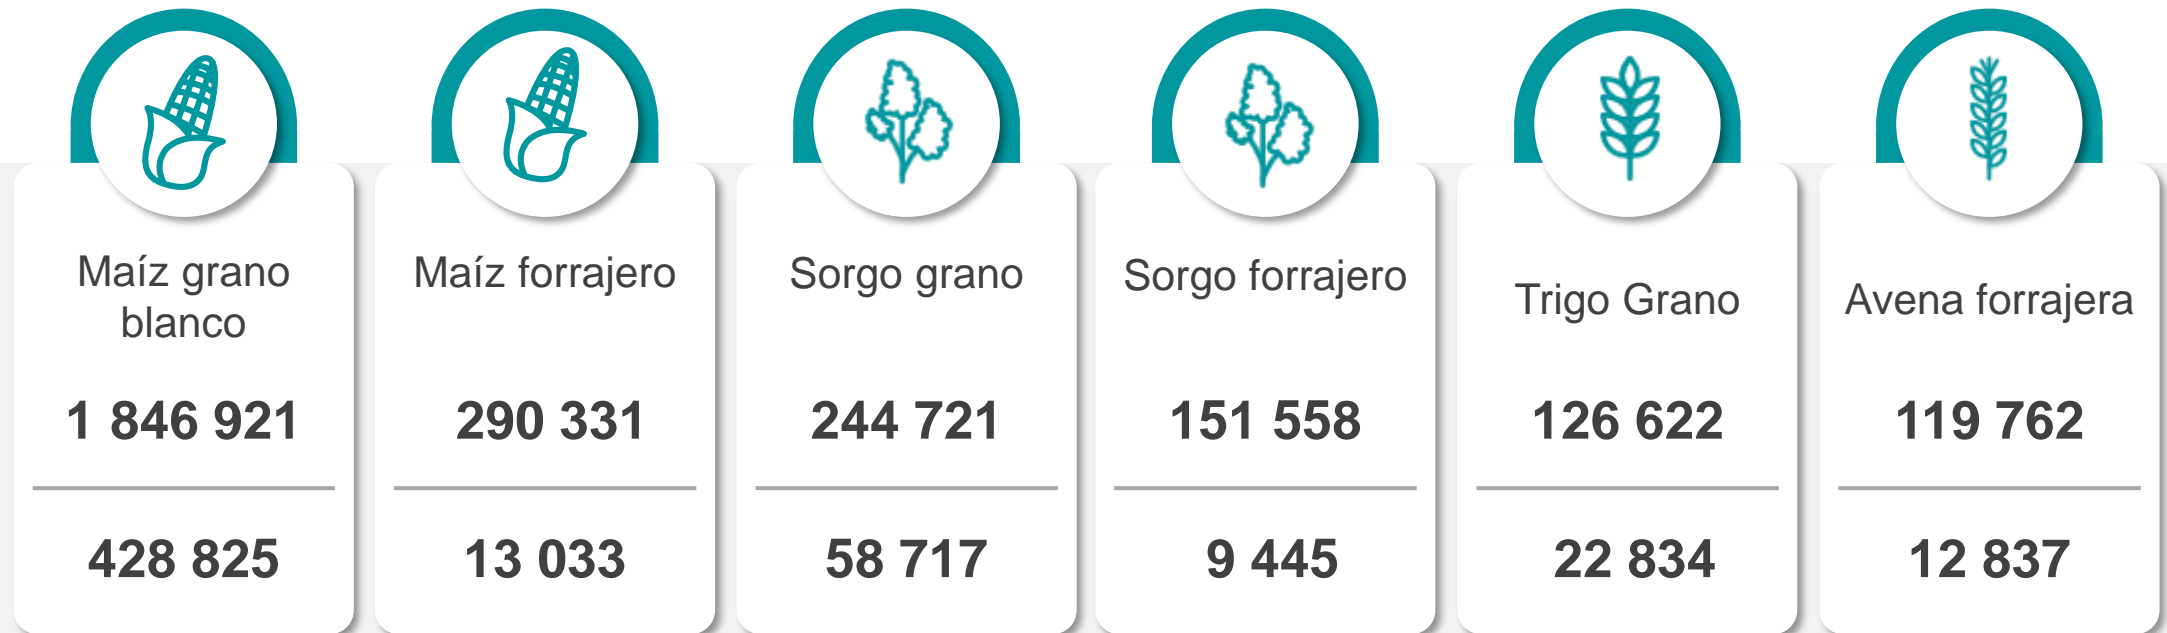 Maíz grano
blanco
1 846 921
428 825
Maíz forrajero
290 331
13 033
Sorgo grano
244 721
58 717
Sorgo forrajero
151 558
9 445
Trigo Grano
126 622
22 834
Avena forrajera
119 762
12 837